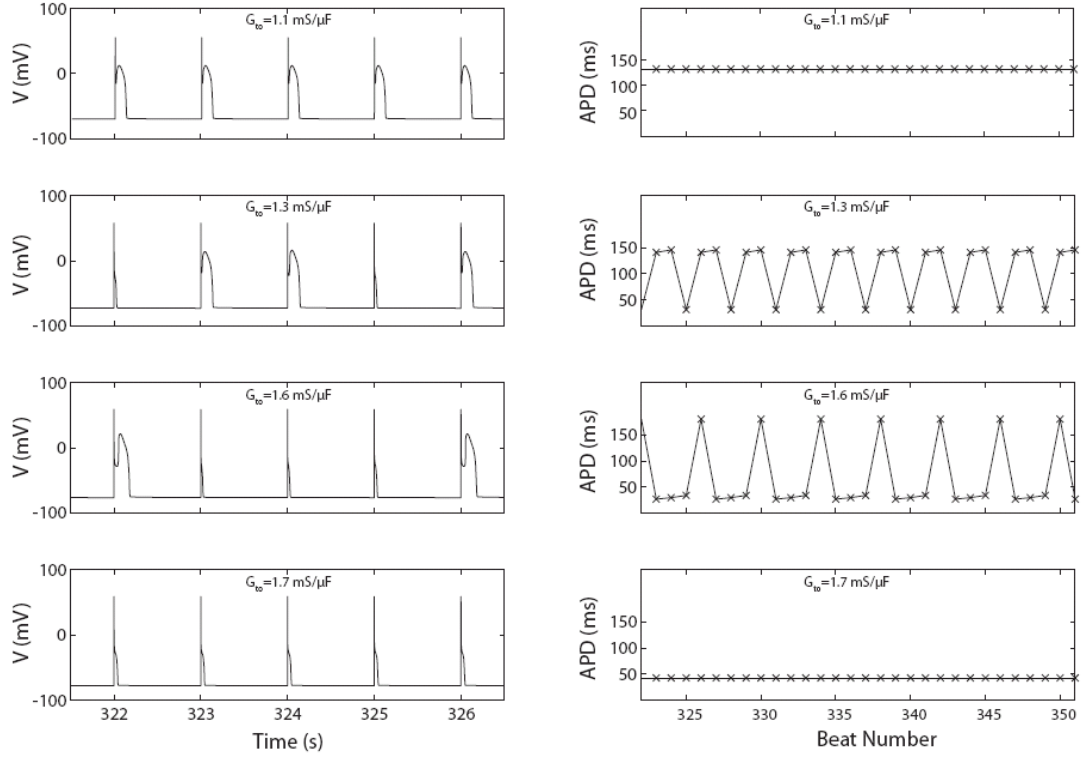 G_to=1.1 mS/µF
100
0
-100
V (mV)
G_to=1.1 mS/µF
150
100
50
APD (ms)
G_to=1.3 mS/µF
100
0
-100
V (mV)
G_to=1.3 mS/µF
150
100
50
APD (ms)
G_to=1.6 mS/µF
100
0
-100
V (mV)
G_to=1.6 mS/µF
150
100
50
APD (ms)
G_to=1.7 mS/µF
100
0
-100
V (mV)
322 323 324 325 326
Time (s)
G_to=1.7 mS/µF
150
100
50
APD (ms)
325 330 335 340 345 350
Beat Number